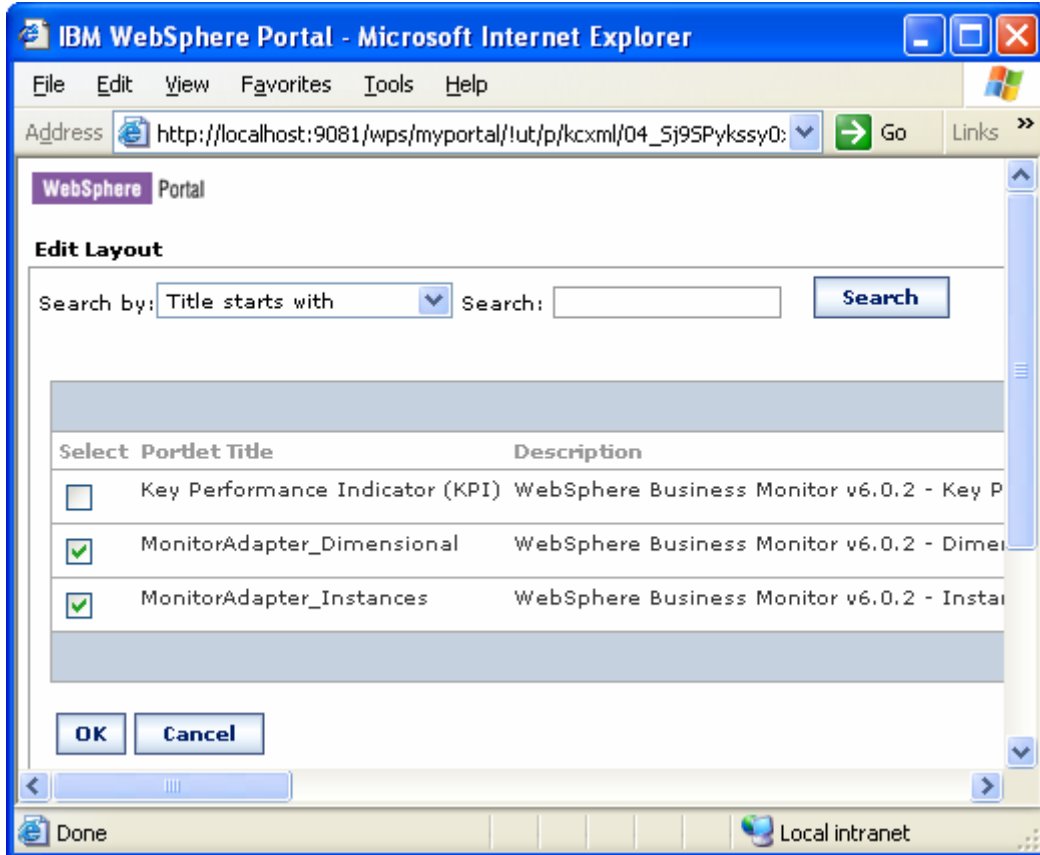 IBM WebSphere Portal - Microsoft Internet Explorer
File Edit View Favorites Tools Help
Address http://localhost:9081/wps/myportal/!ut/p/kcxml/04_Sj9SPykssy0: Go Links »
WebSphere Portal
Edit Layout
Search by: Title starts with Search: Search
Select Portlet Title Description
Key Performance Indicator (KPI) WebSphere Business Monitor v6.0.2 - Key P
MonitorAdapter_Dimensional WebSphere Business Monitor v6.0.2 - Dimen
MonitorAdapter_Instances WebSphere Business Monitor v6.0.2 - Instan
OK Cancel
Done Local intranet